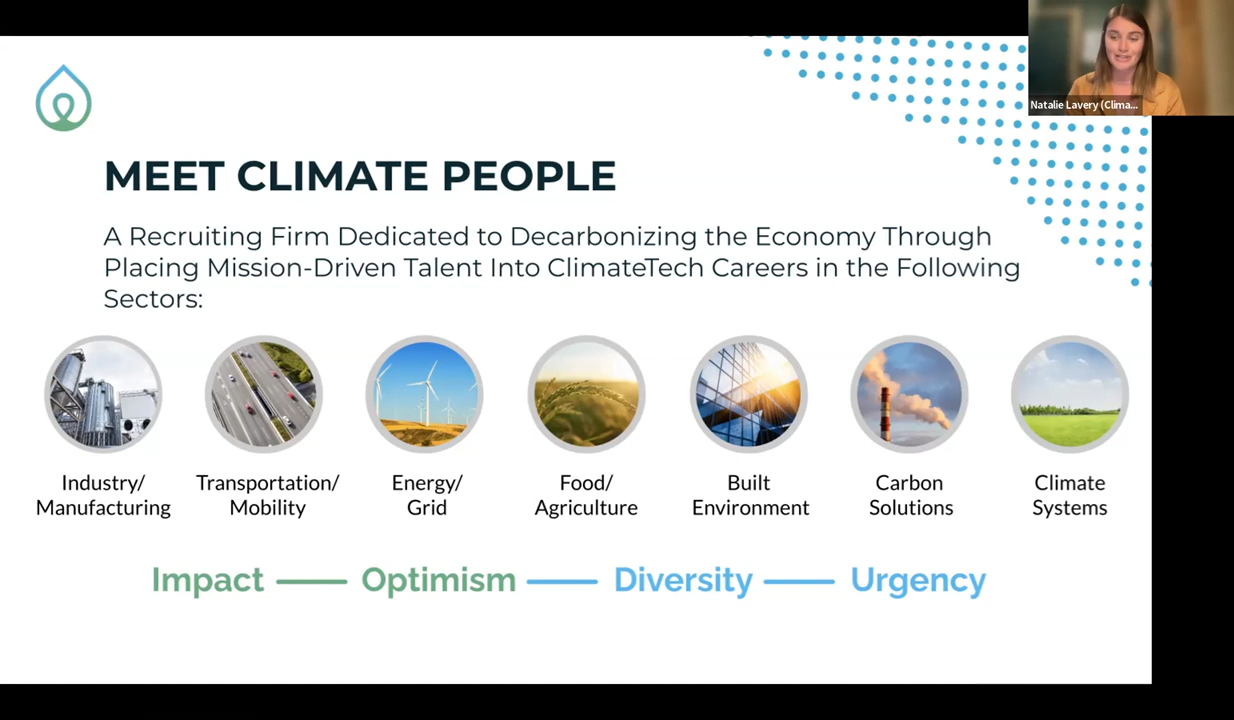 Natalie Lavery (Clima...
MEET CLIMATE PEOPLE
A Recruiting Firm Dedicated to Decarbonizing the Economy Through
Placing Mission-Driven Talent Into ClimateTech Careers in the Following
Sectors:
Industry/
Manufacturing
Transportation/
Mobility
Energy/
Grid
Food/
Agriculture
Built
Environment
Carbon
Solutions
Climate
Systems
Impact
Optimism
Diversity
Urgency